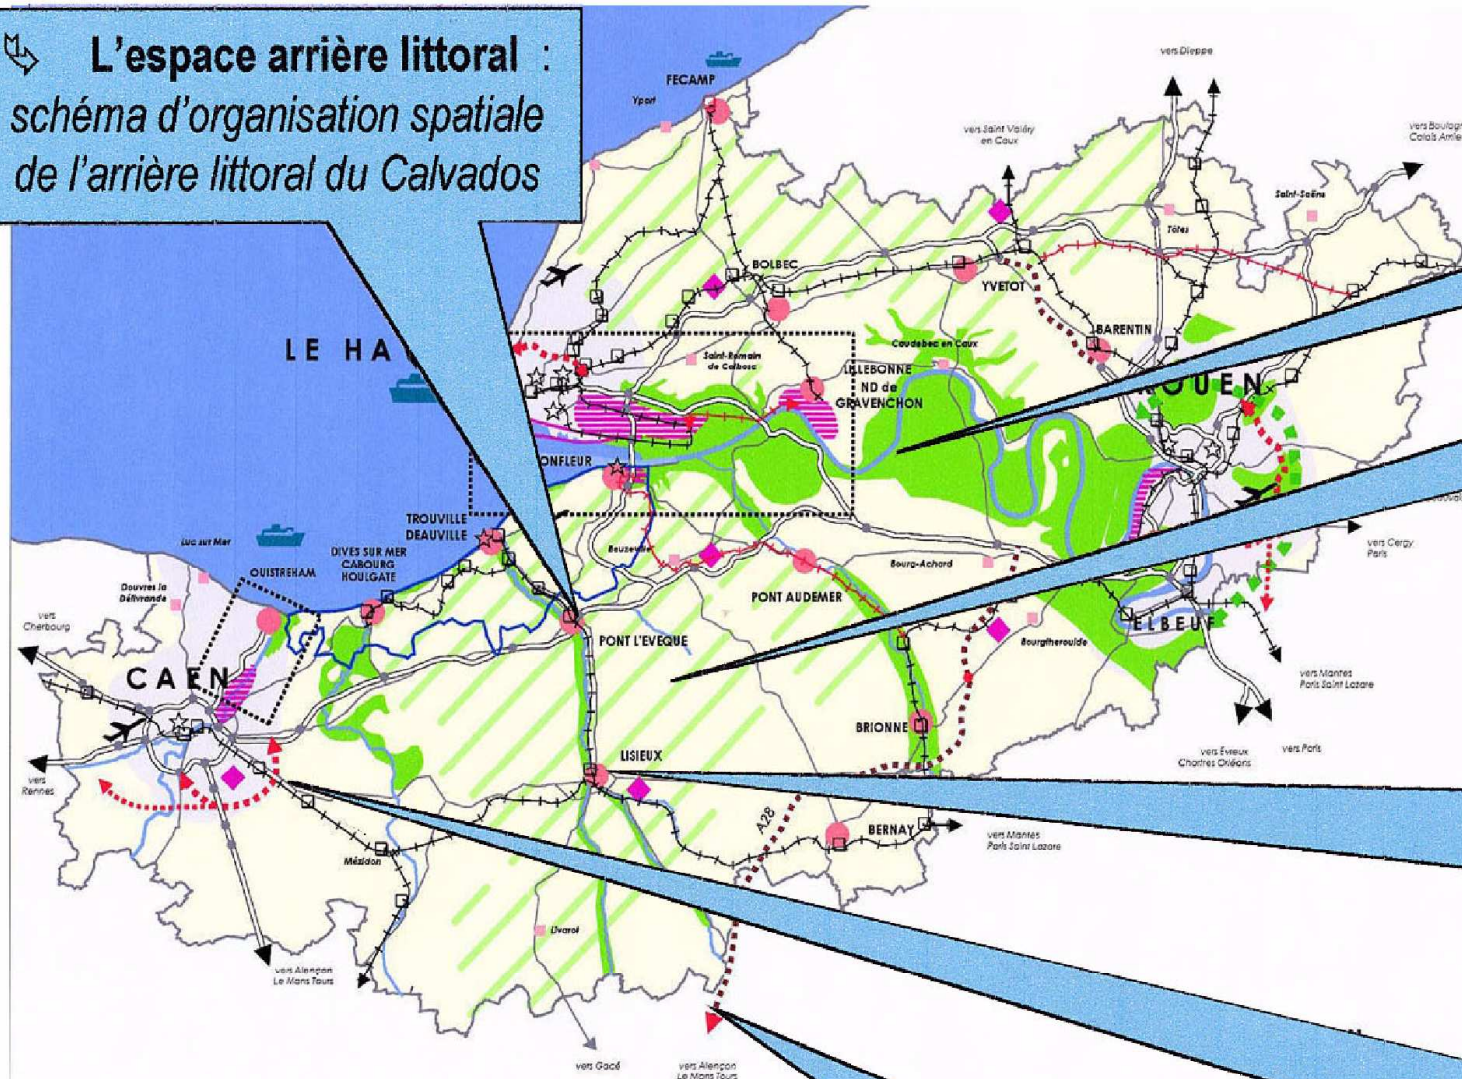 L'espace arrière littoral :
schéma d'organisation spatiale
de l'arrière littoral du Calvados
vers Dieppe
FECAMP
Yport
vers Saint Valéry
en Caux
vers
Saint-Saëns
Tôtes
BOLBEC
YVETOT
BARENTIN
LE HA
Saint-Romain
de Colbosc
Caudebec en Caux
LILLEBONNE
ND de
GRAVENCHON
ROUEN
ONFLEUR
TROUVILLE
DEAUVILLE
Luc sur Mer
DIVES SUR MER
CABOURG
HOULGATE
OUISTREHAM
Douvres la
Délivrande
Beuzeville
Bourg-Achard
vers Cergy
Paris
vers
Cherbourg
PONT AUDEMER
ELBEUF
PONT L'EVEQUE
Bourgtheroulde
CAEN
vers Mantes
Paris Saint Lazare
BRIONNE
vers Evreux
Chartres Orléans
vers Paris
LISIEUX
vers
Rennes
A28
BERNAY
vers Mantes
Paris Saint Lazare
Mézidon
Livarot
vers Alençon
Le Mans Tours
vers Gacé
vers Alençon
Le Mans Tours